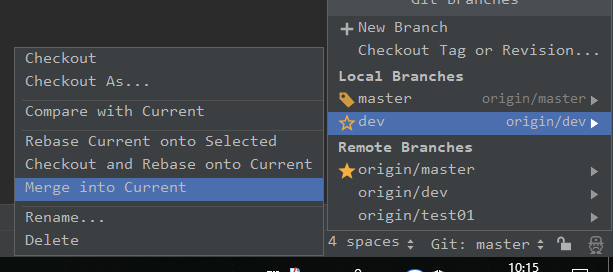 Git Branches
New Branch
Checkout Tag or Revision...
Local Branches
master origin/master
dev origin/dev
Remote Branches
origin/master
origin/dev
origin/test01
Checkout
Checkout As...
Compare with Current
Rebase Current onto Selected
Checkout and Rebase onto Current
Merge into Current
Rename...
Delete
4 spaces Git: master
10:15